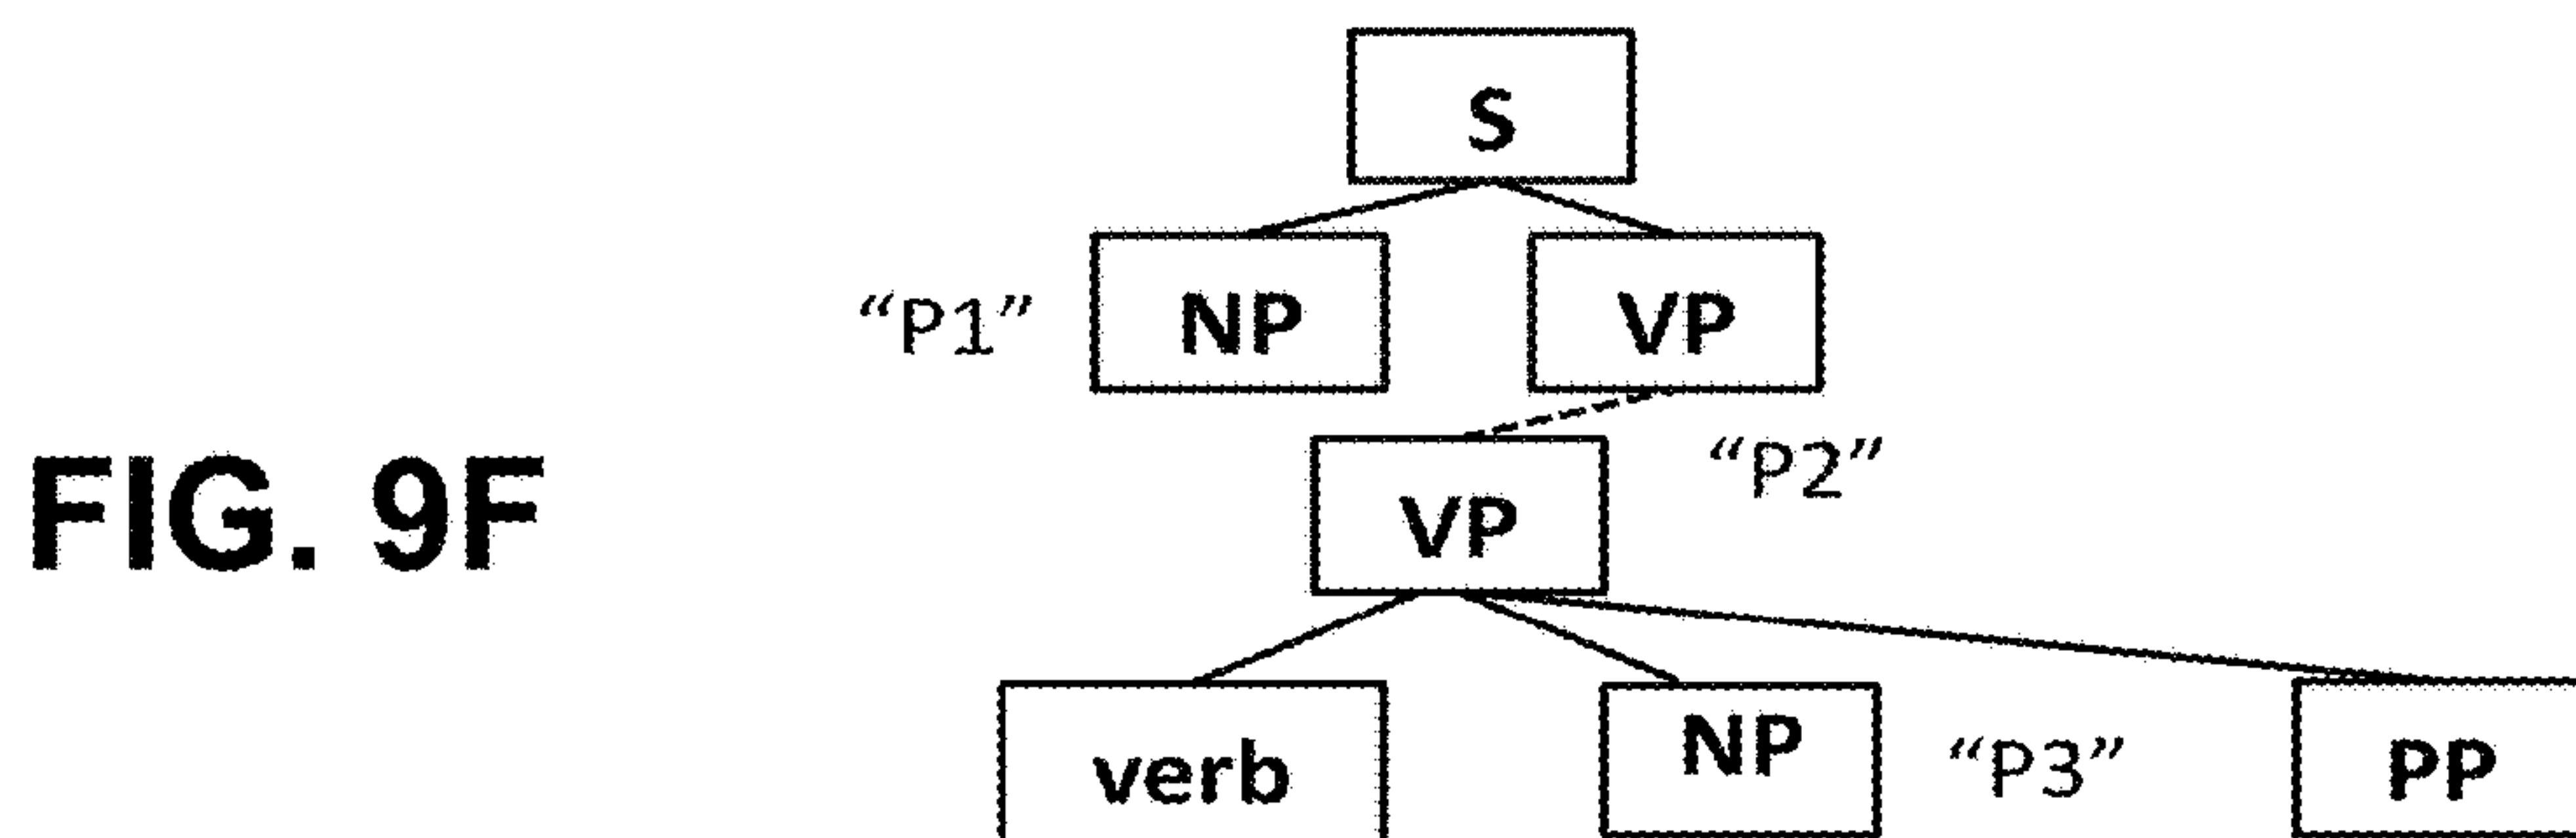 S
“P1” NP VP
“P2”
FIG. 9F
VP
verb NP “P3” PP